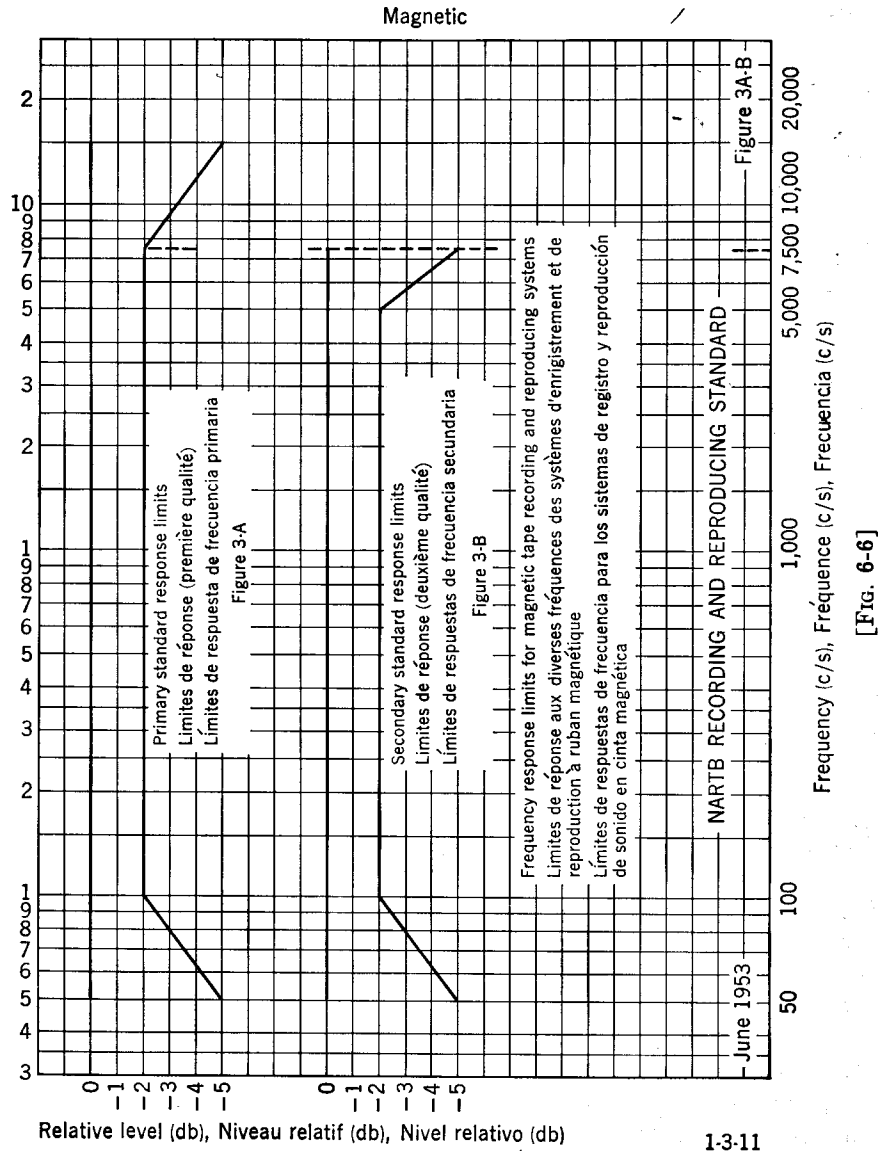 Magnetic
2
10
9
8
7
6
5
4
3
2
1
9
8
7
6
5
4
3
2
1
9
8
7
6
5
4
3
Primary standard response limits
Limites de réponse (première qualité)
Límites de respuesta de frecuencia primaria
Figure 3-A
Secondary standard response limits
Limites de réponse (deuxième qualité)
Límites de respuestas de frecuencia secundaria
Figure 3-B
Frequency response limits for magnetic tape recording and reproducing systems
Limites de réponse aux diverses fréquences des systèmes d'enrigistrement et de
reproduction à ruban magnétique
Límites de respuestas de frecuencia para los sistemas de registro y reproducción
de sonido en cinta magnética
NARTB RECORDING AND REPRODUCING STANDARD
June 1953
Figure 3A-B
50
100
1,000
5,000
7,500
10,000
20,000
Frequency (c/s), Fréquence (c/s), Frecuencia (c/s)
[Fig. 6-6]
0
-1
-2
-3
-4
-5
0
-1
-2
-3
-4
-5
Relative level (db), Niveau relatif (db), Nivel relativo (db)
1-3-11